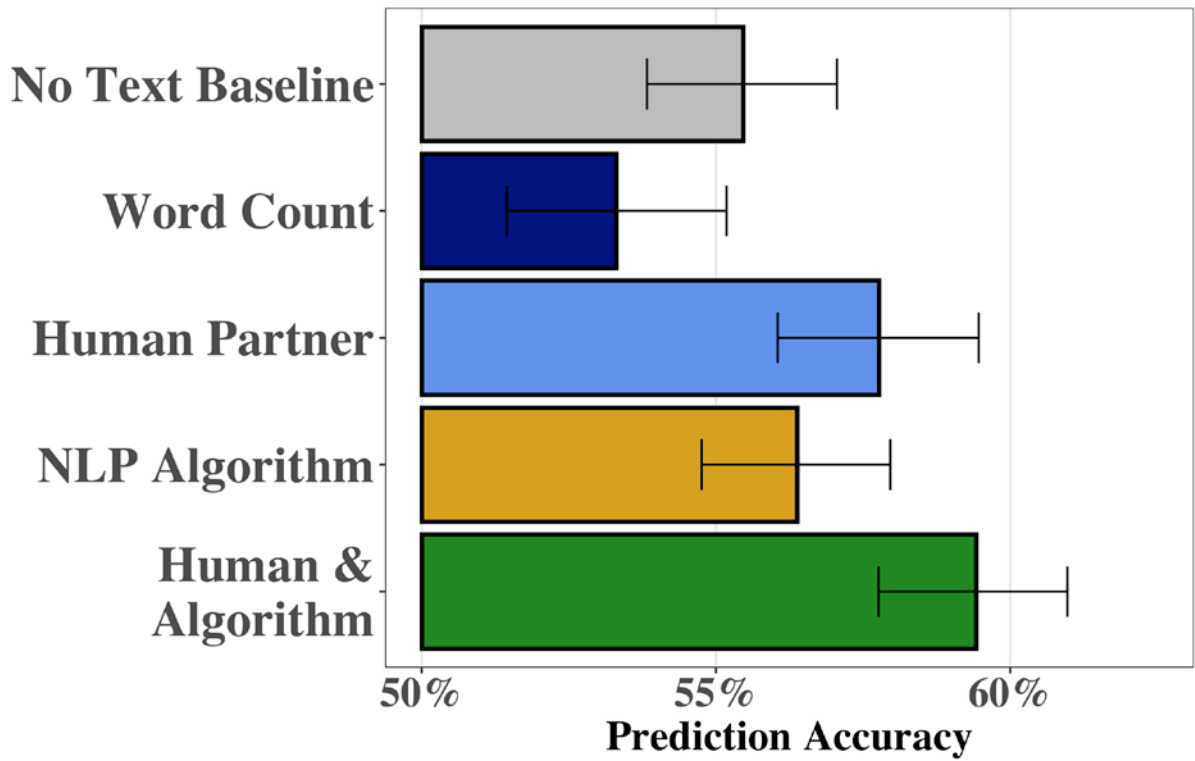 No Text Baseline
Word Count
Human Partner
NLP Algorithm
Human &
Algorithm
50%
55%
60%
Prediction Accuracy